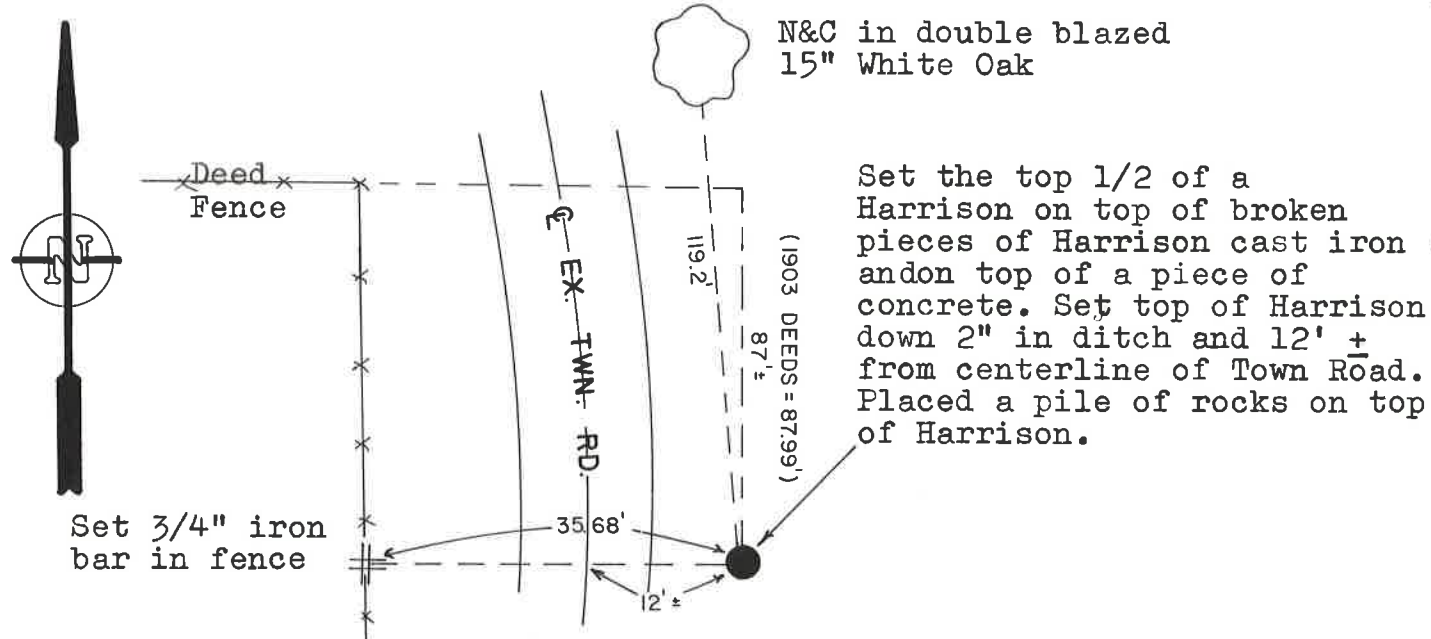 N&C in double blazed
15" White Oak
Deed
Fence
N
℄ EX. TWN. RD.
119.2'
87'±
(1903 DEEDS = 87.99')
Set the top 1/2 of a
Harrison on top of broken
pieces of Harrison cast iron
andon top of a piece of
concrete. Set top of Harrison
down 2" in ditch and 12' ±
from centerline of Town Road.
Placed a pile of rocks on top
of Harrison.
Set 3/4" iron
bar in fence
35.68'
12' ±